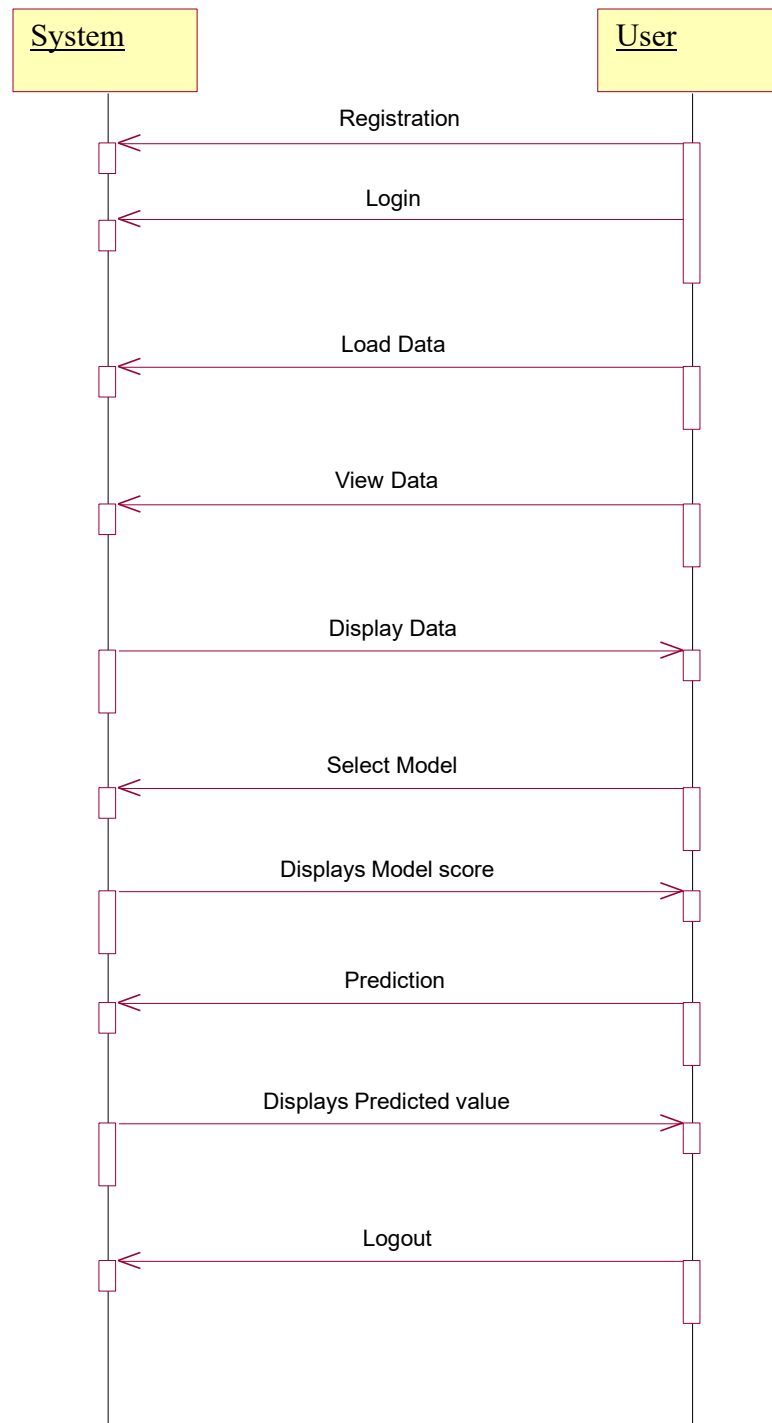 System
User
Registration
Login
Load Data
View Data
Display Data
Select Model
Displays Model score
Prediction
Displays Predicted value
Logout